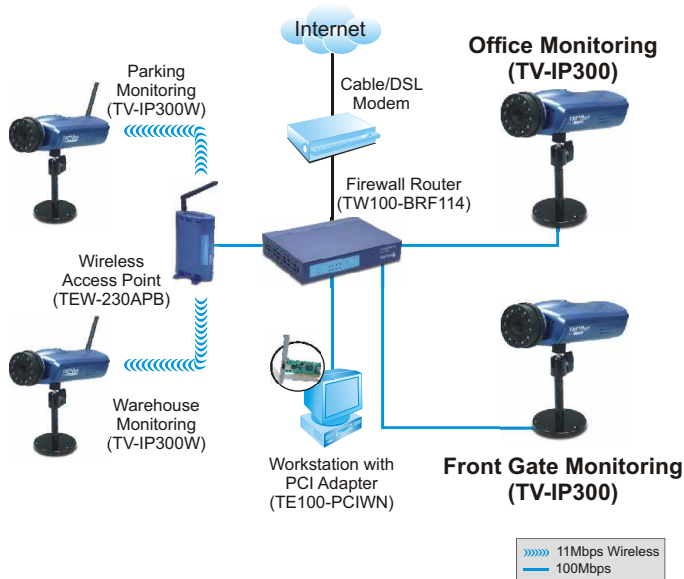 Internet
Office Monitoring
(TV-IP300)
Parking
Monitoring
(TV-IP300W)
Cable/DSL
Modem
Firewall Router
(TW100-BRF114)
Wireless
Access Point
(TEW-230APB)
Warehouse
Monitoring
(TV-IP300W)
Workstation with
PCI Adapter
(TE100-PCIWN)
Front Gate Monitoring
(TV-IP300)
11Mbps Wireless
100Mbps